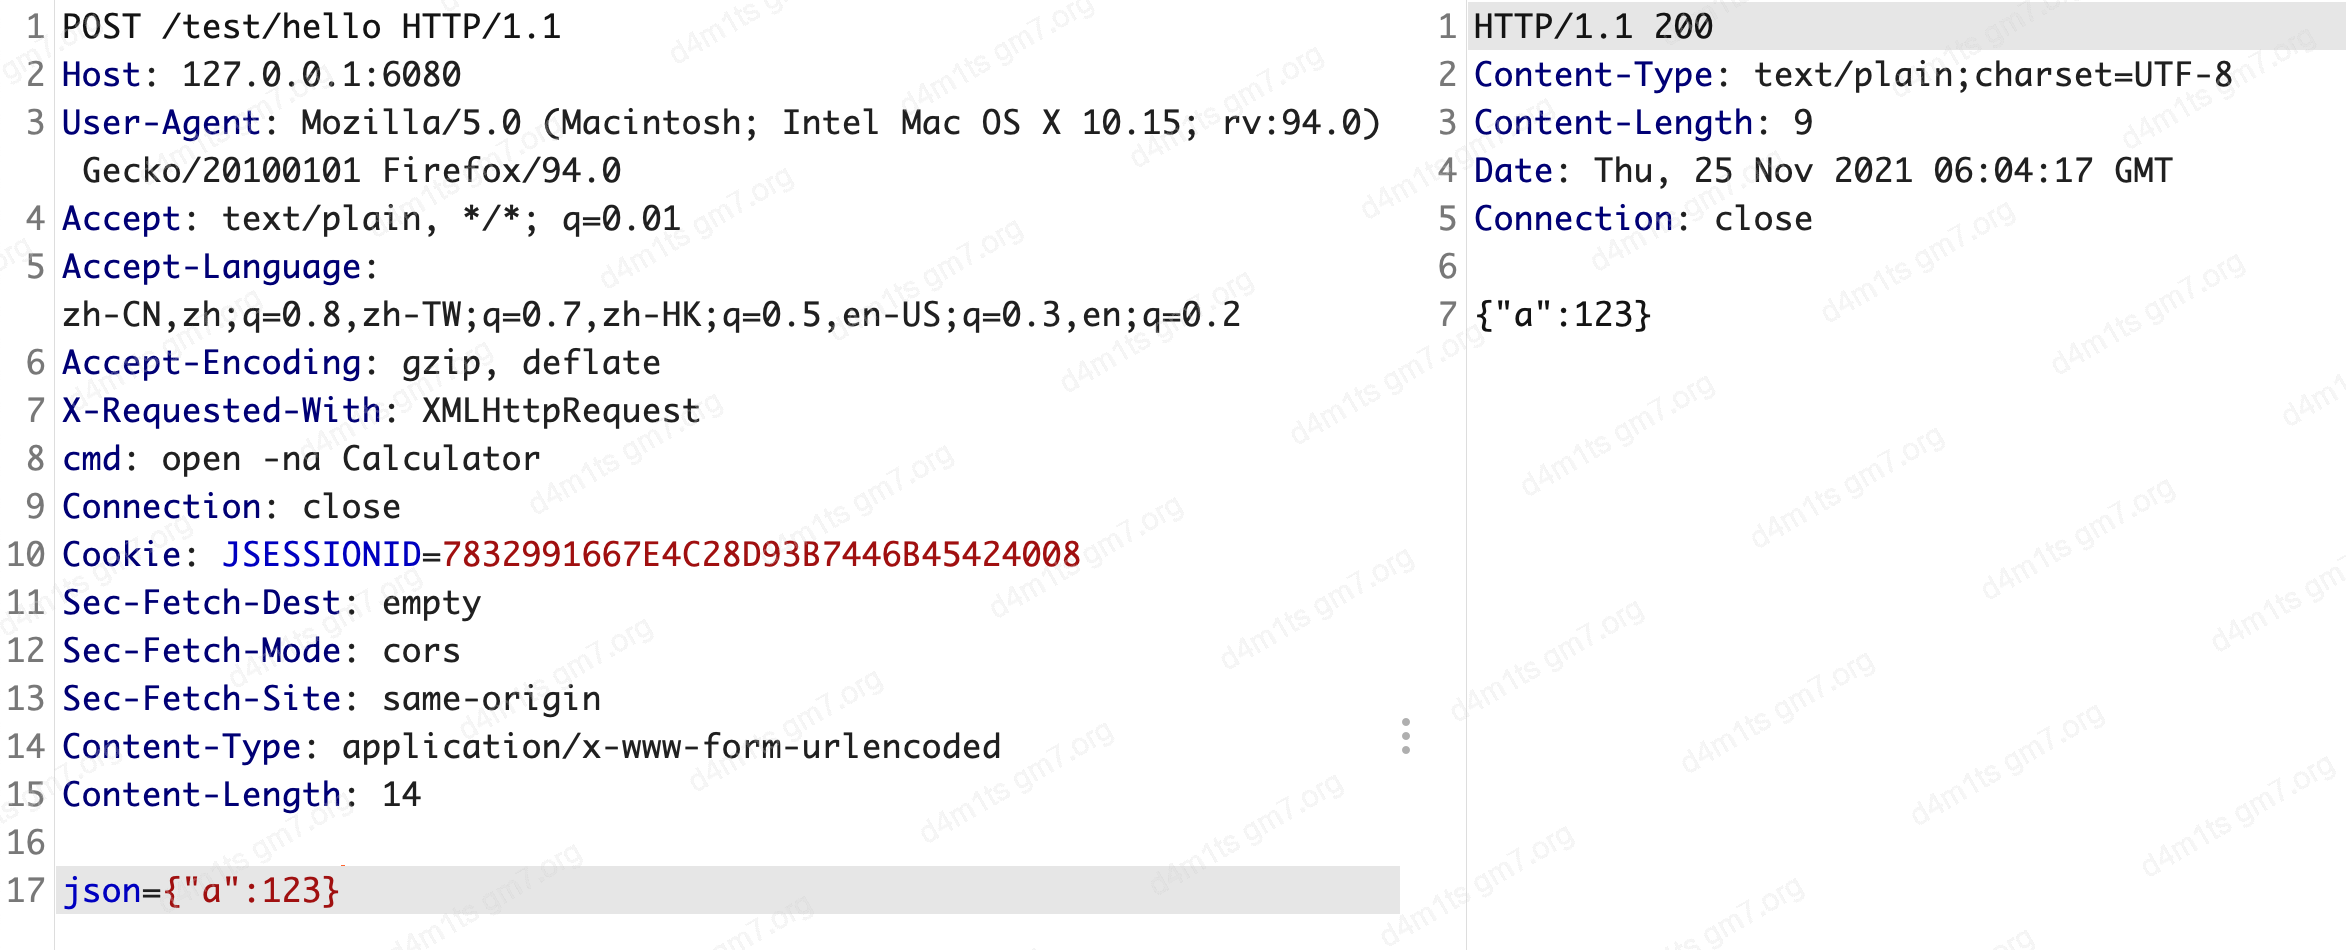 1 POST /test/hello HTTP/1.1
2 Host: 127.0.0.1:6080
3 User-Agent: Mozilla/5.0 (Macintosh; Intel Mac OS X 10.15; rv:94.0)
Gecko/20100101 Firefox/94.0
4 Accept: text/plain, */*; q=0.01
5 Accept-Language:
zh-CN,zh;q=0.8,zh-TW;q=0.7,zh-HK;q=0.5,en-US;q=0.3,en;q=0.2
6 Accept-Encoding: gzip, deflate
7 X-Requested-With: XMLHttpRequest
8 cmd: open -na Calculator
9 Connection: close
10 Cookie: JSESSIONID=7832991667E4C28D93B7446B45424008
11 Sec-Fetch-Dest: empty
12 Sec-Fetch-Mode: cors
13 Sec-Fetch-Site: same-origin
14 Content-Type: application/x-www-form-urlencoded
15 Content-Length: 14
16
17 json={"a":123}
1 HTTP/1.1 200
2 Content-Type: text/plain;charset=UTF-8
3 Content-Length: 9
4 Date: Thu, 25 Nov 2021 06:04:17 GMT
5 Connection: close
6
7 {"a":123}
d4m1ts gm7.org